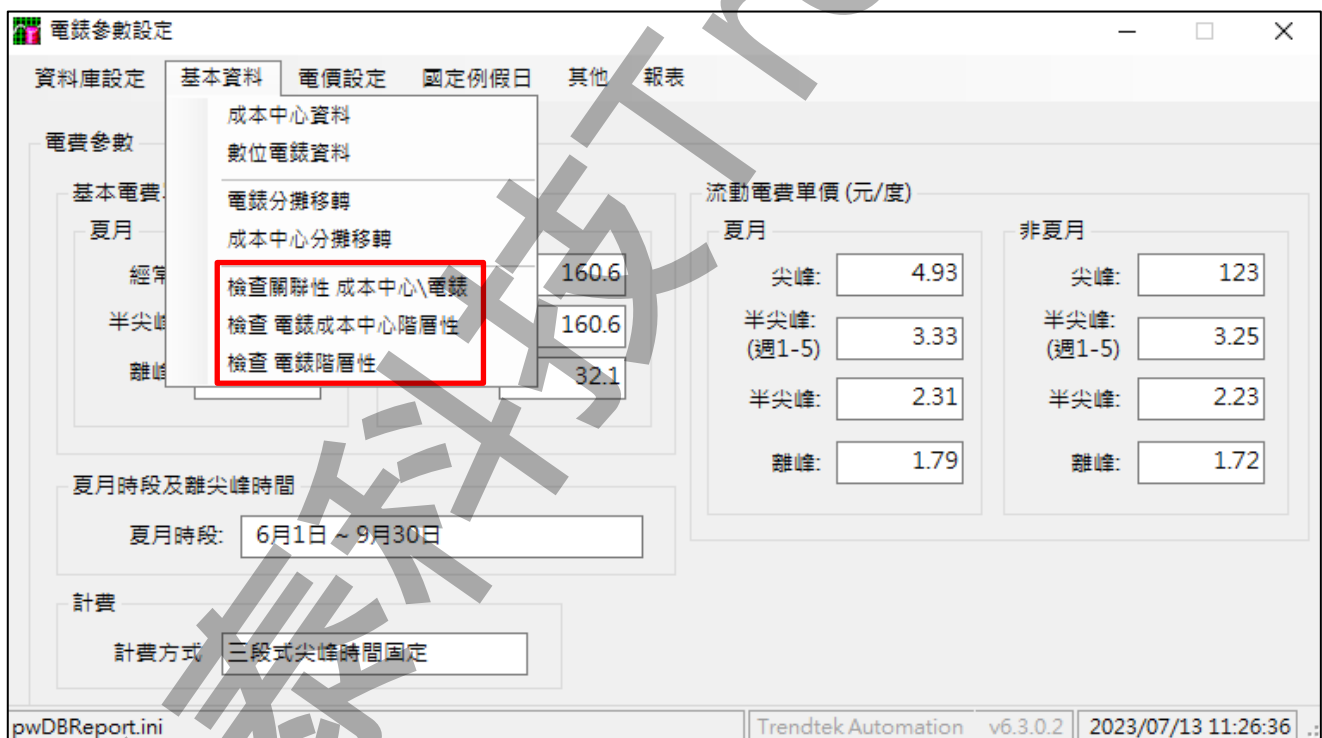 電錶參數設定
資料庫設定 基本資料 電價設定 國定例假日 其他 報表
成本中心資料
數位電錶資料
電錶分攤移轉
成本中心分攤移轉
檢查關聯性 成本中心\電錶
檢查 電錶成本中心階層性
檢查 電錶階層性
電費參數
基本電費
夏月
經常
半尖峰
離峰
160.6
160.6
32.1
流動電費單價 (元/度)
夏月
尖峰: 4.93
半尖峰:
(週1-5) 3.33
半尖峰: 2.31
離峰: 1.79
非夏月
尖峰: 123
半尖峰:
(週1-5) 3.25
半尖峰: 2.23
離峰: 1.72
夏月時段及離尖峰時間
夏月時段: 6月1日 ~ 9月30日
計費
計費方式 三段式尖峰時間固定
pwDBReport.ini Trendtek Automation v6.3.0.2 2023/07/13 11:26:36
泰科技Tr